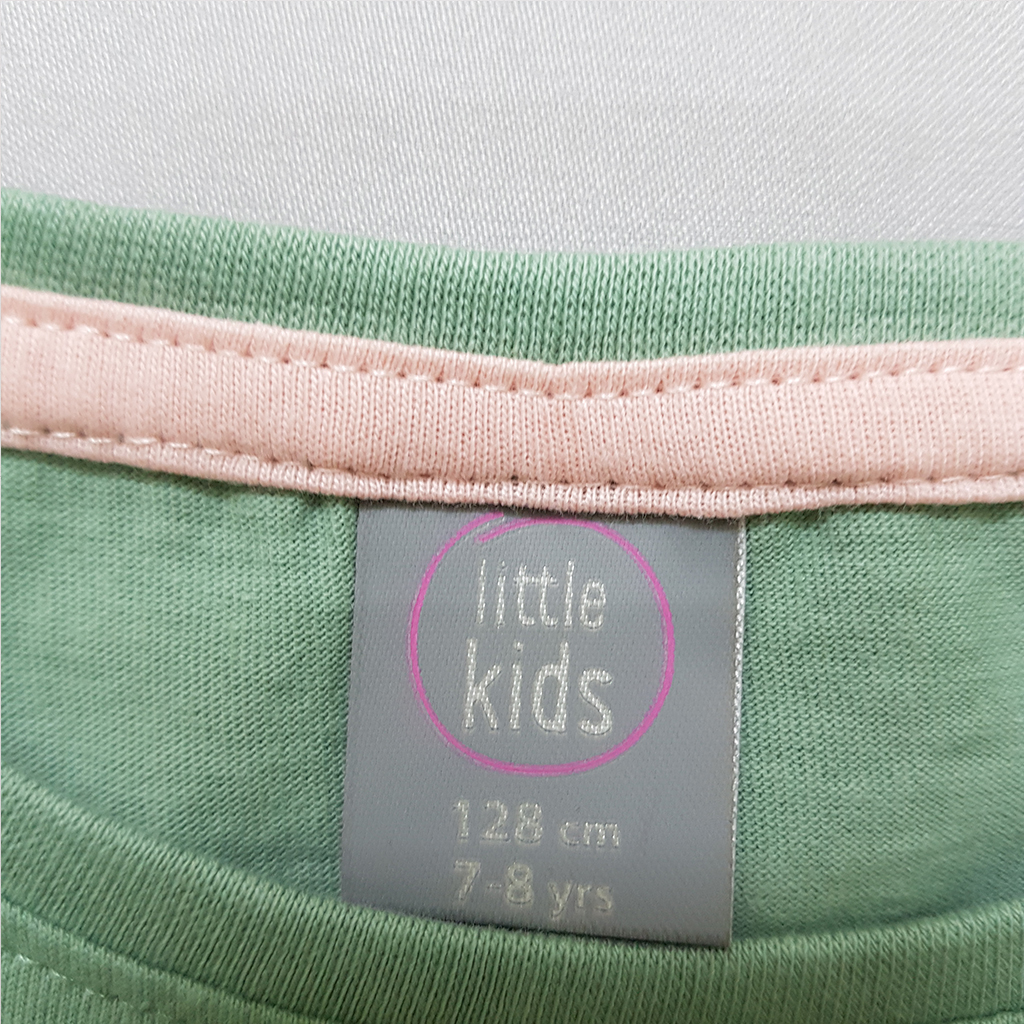 little
kids
128 cm
7-8 yrs